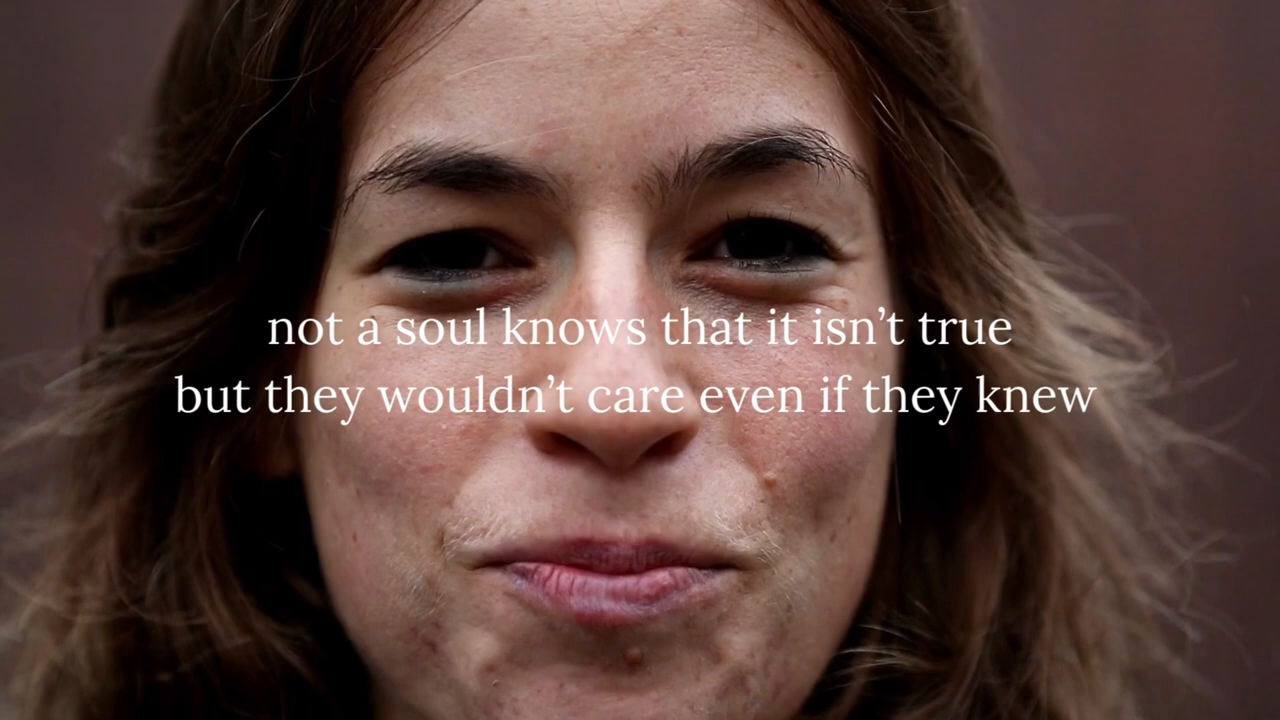 not a soul knows that it isn’t true
but they wouldn’t care even if they knew